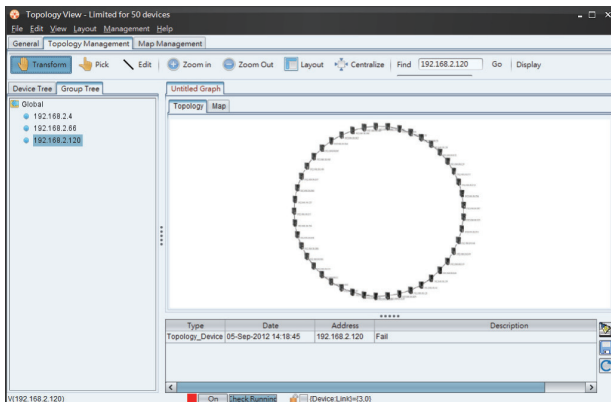 Topology View - Limited for 50 devices
File Edit View Layout Management Help
General Topology Management Map Management
Transform Pick Edit Zoom in Zoom Out Layout Centralize Find 192.168.2.120 Go Display
Device Tree Group Tree Untitled Graph
Global Topology Map
192.168.2.4
192.168.2.66
192.168.2.120
Type Date Address Description
Topology_Device 05-Sep-2012 14:18:45 192.168.2.120 Fail
V(192.168.2.120) On Check Running (Device:Link)=(3,0)